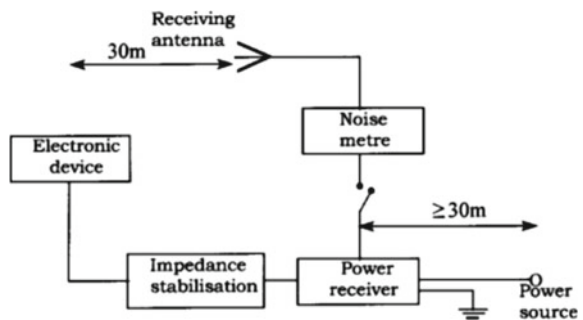 Receiving
antenna
30m
Noise
metre
Electronic
device
≥30m
Impedance
stabilisation
Power
receiver
Power
source